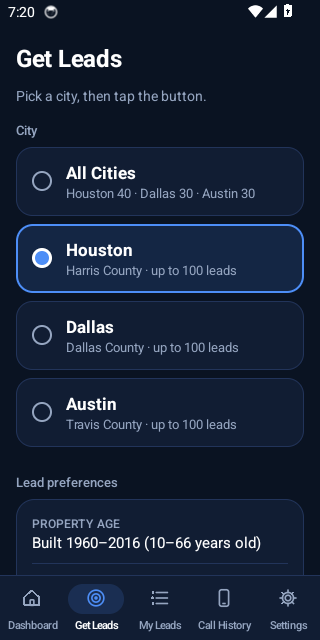 7:20
Get Leads
Pick a city, then tap the button.
City
All Cities
Houston 40 · Dallas 30 · Austin 30
Houston
Harris County · up to 100 leads
Dallas
Dallas County · up to 100 leads
Austin
Travis County · up to 100 leads
Lead preferences
PROPERTY AGE
Built 1960–2016 (10–66 years old)
Dashboard Get Leads My Leads Call History Settings